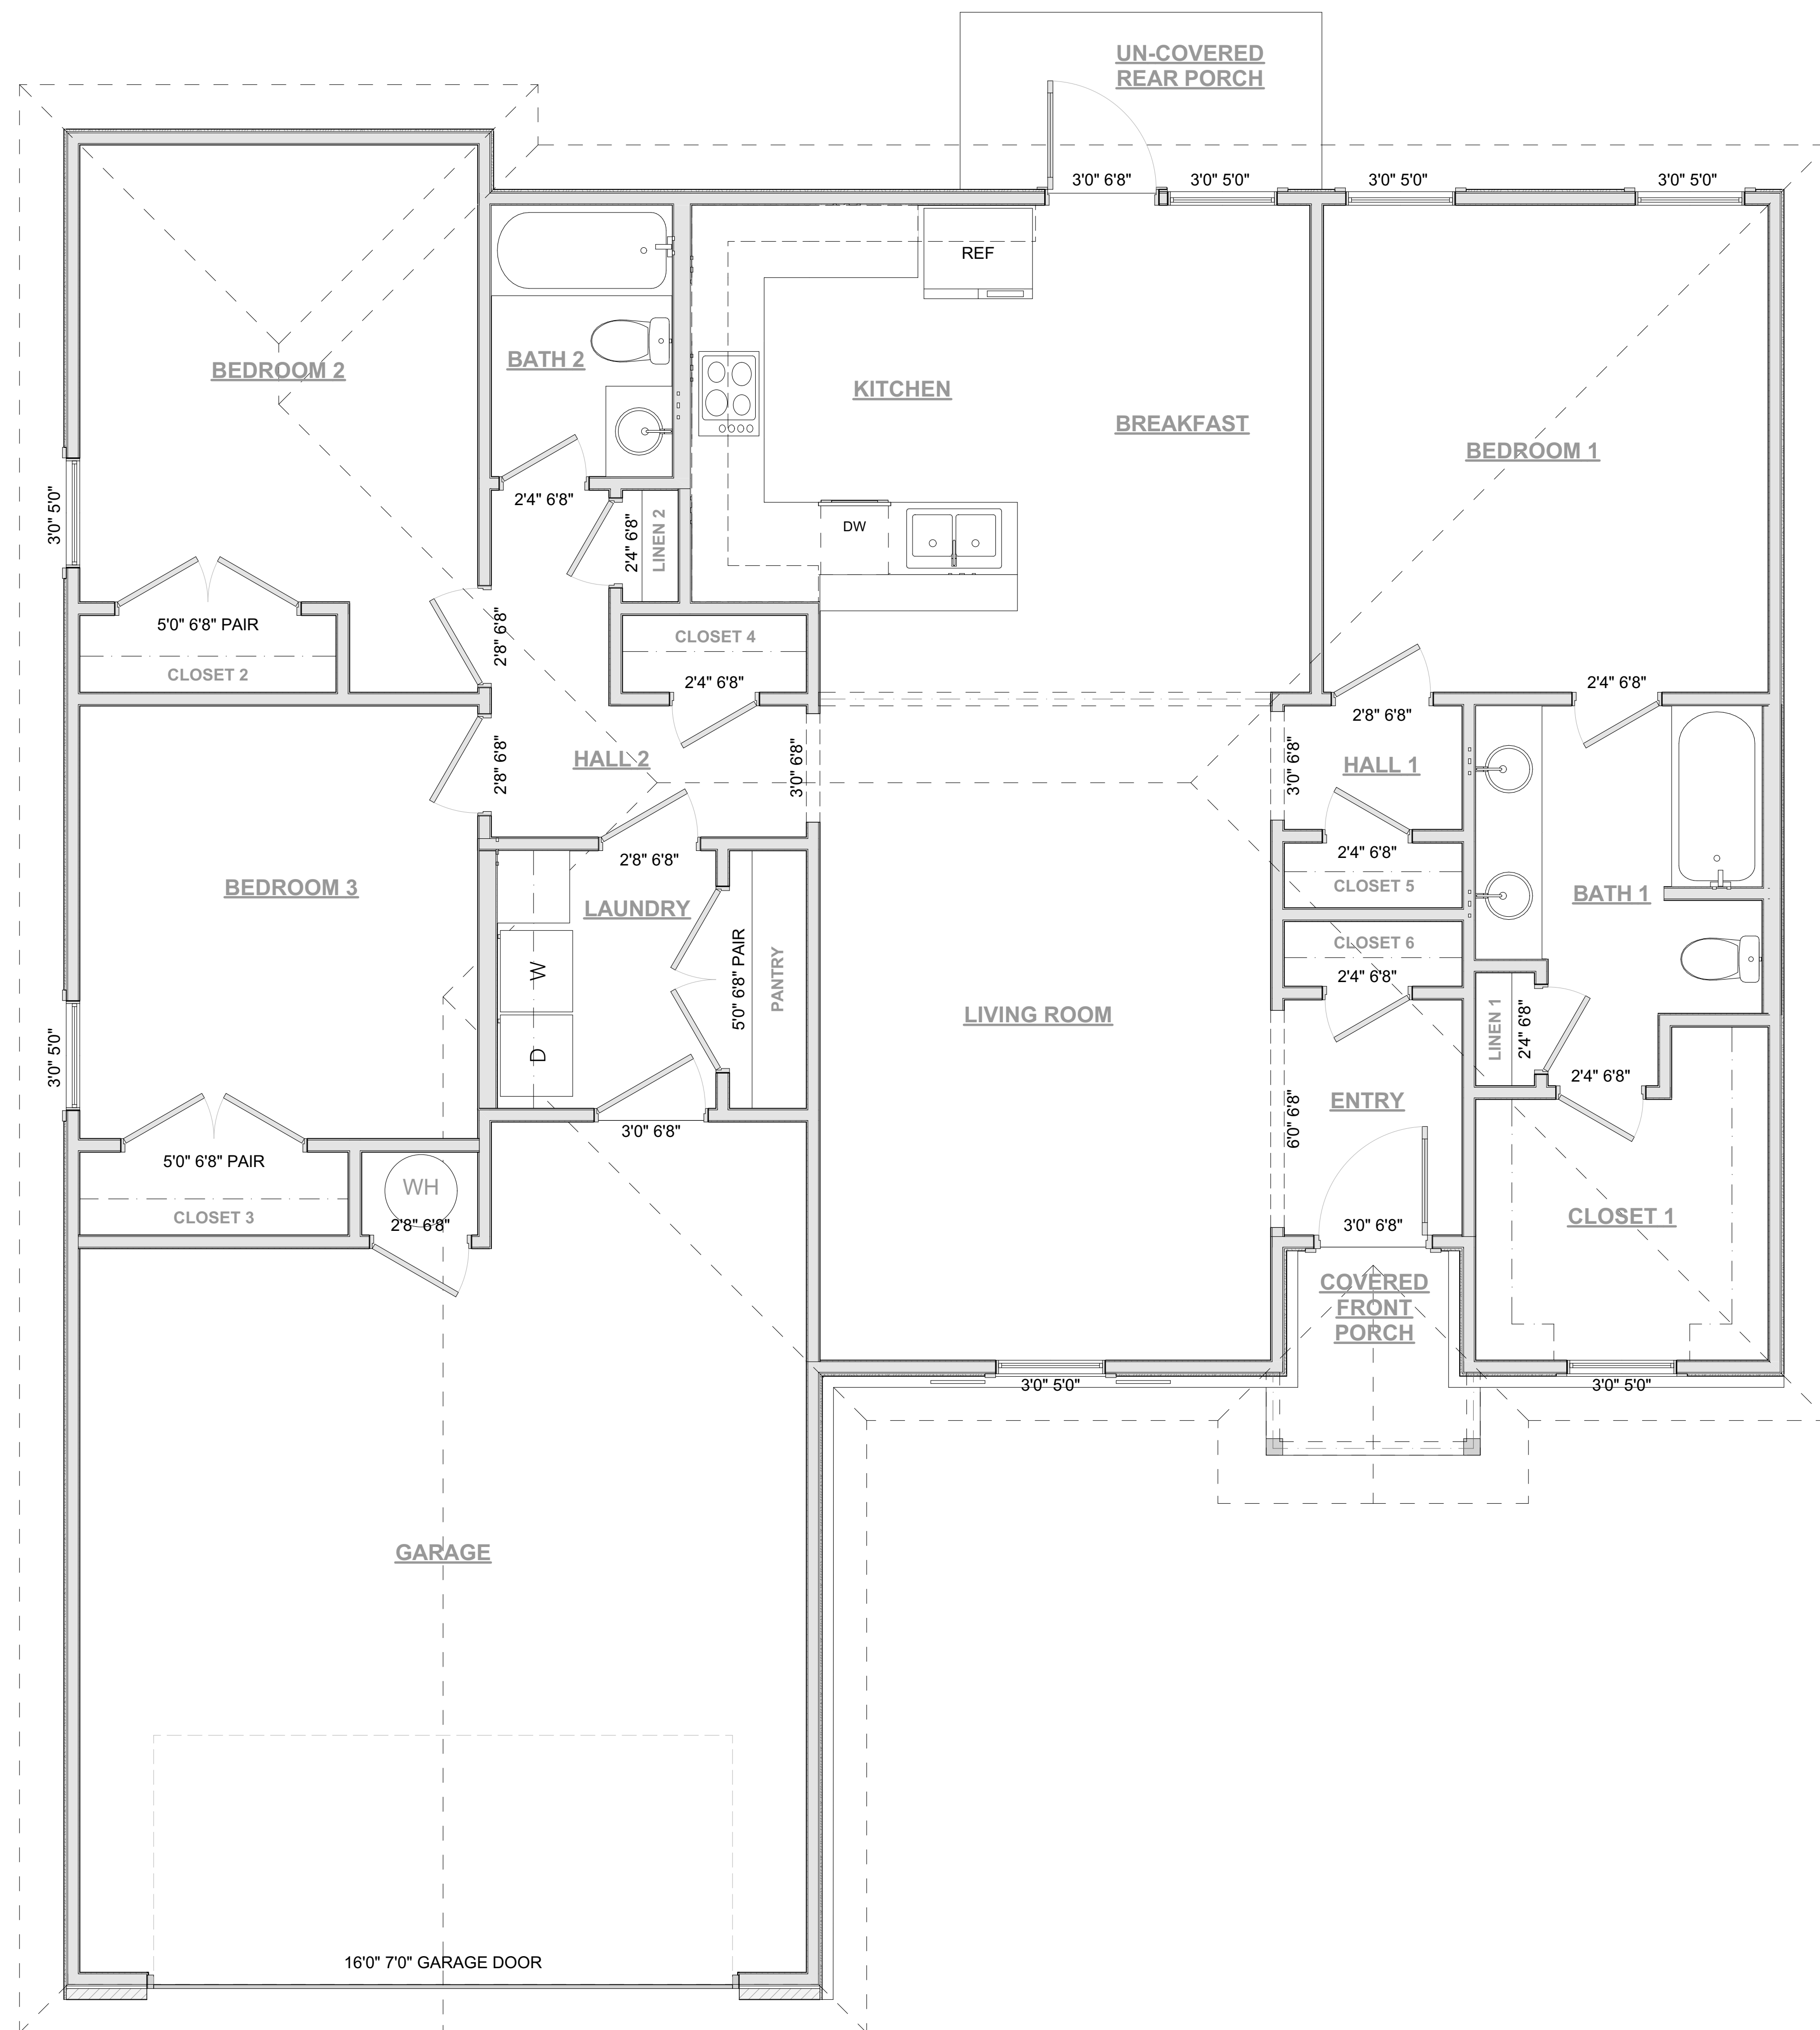 UN-COVERED
REAR PORCH
3'0" 6'8"
3'0" 5'0"
3'0" 5'0"
3'0" 5'0"
REF
BATH 2
BEDROOM 2
KITCHEN
BREAKFAST
BEDROOM 1
3'0" 5'0"
2'4" 6'8"
2'4" 6'8"
LINEN 2
DW
5'0" 6'8" PAIR
CLOSET 2
2'8" 6'8"
CLOSET 4
2'4" 6'8"
2'4" 6'8"
2'8" 6'8"
HALL 2
2'8" 6'8"
3'0" 6'8"
3'0" 6'8"
HALL 1
2'8" 6'8"
2'4" 6'8"
CLOSET 5
BEDROOM 3
LAUNDRY
BATH 1
CLOSET 6
2'4" 6'8"
W
5'0" 6'8" PAIR
PANTRY
LIVING ROOM
LINEN 1
2'4" 6'8"
3'0" 5'0"
D
2'4" 6'8"
ENTRY
6'0" 6'8"
3'0" 6'8"
5'0" 6'8" PAIR
WH
CLOSET 3
2'8" 6'8"
3'0" 6'8"
CLOSET 1
COVERED
FRONT
PORCH
3'0" 5'0"
3'0" 5'0"
GARAGE
16'0" 7'0" GARAGE DOOR